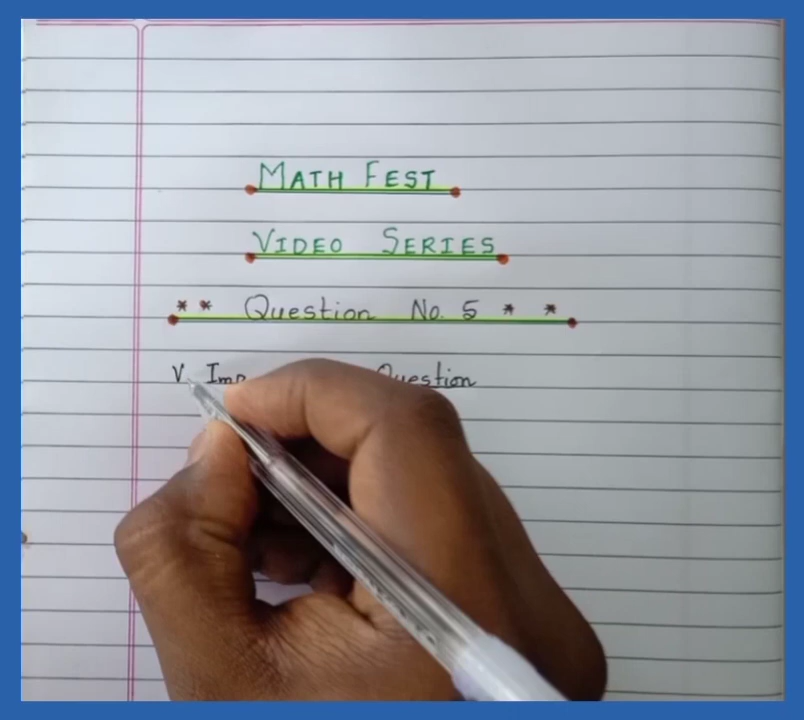 MATH FEST
VIDEO SERIES
** Question No. 5 * *
V. Imp Question